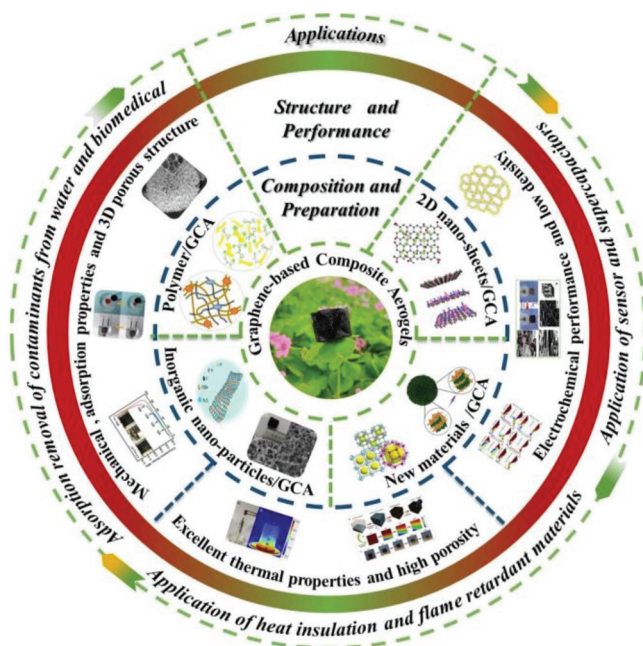 Applications
Structure and
Performance
Composition and
Preparation
Graphene-based Composite Aerogels
Polymer/GCA
2D nano-sheets/GCA
Inorganic nano-particles/GCA
New materials /GCA
Mechanical, adsorption properties and 3D porous structure
Electrochemical performance and low density
Excellent thermal properties and high porosity
Adsorption removal of contaminants from water and biomedical
Application of sensor and supercapacitors
Application of heat insulation and flame retardant materials